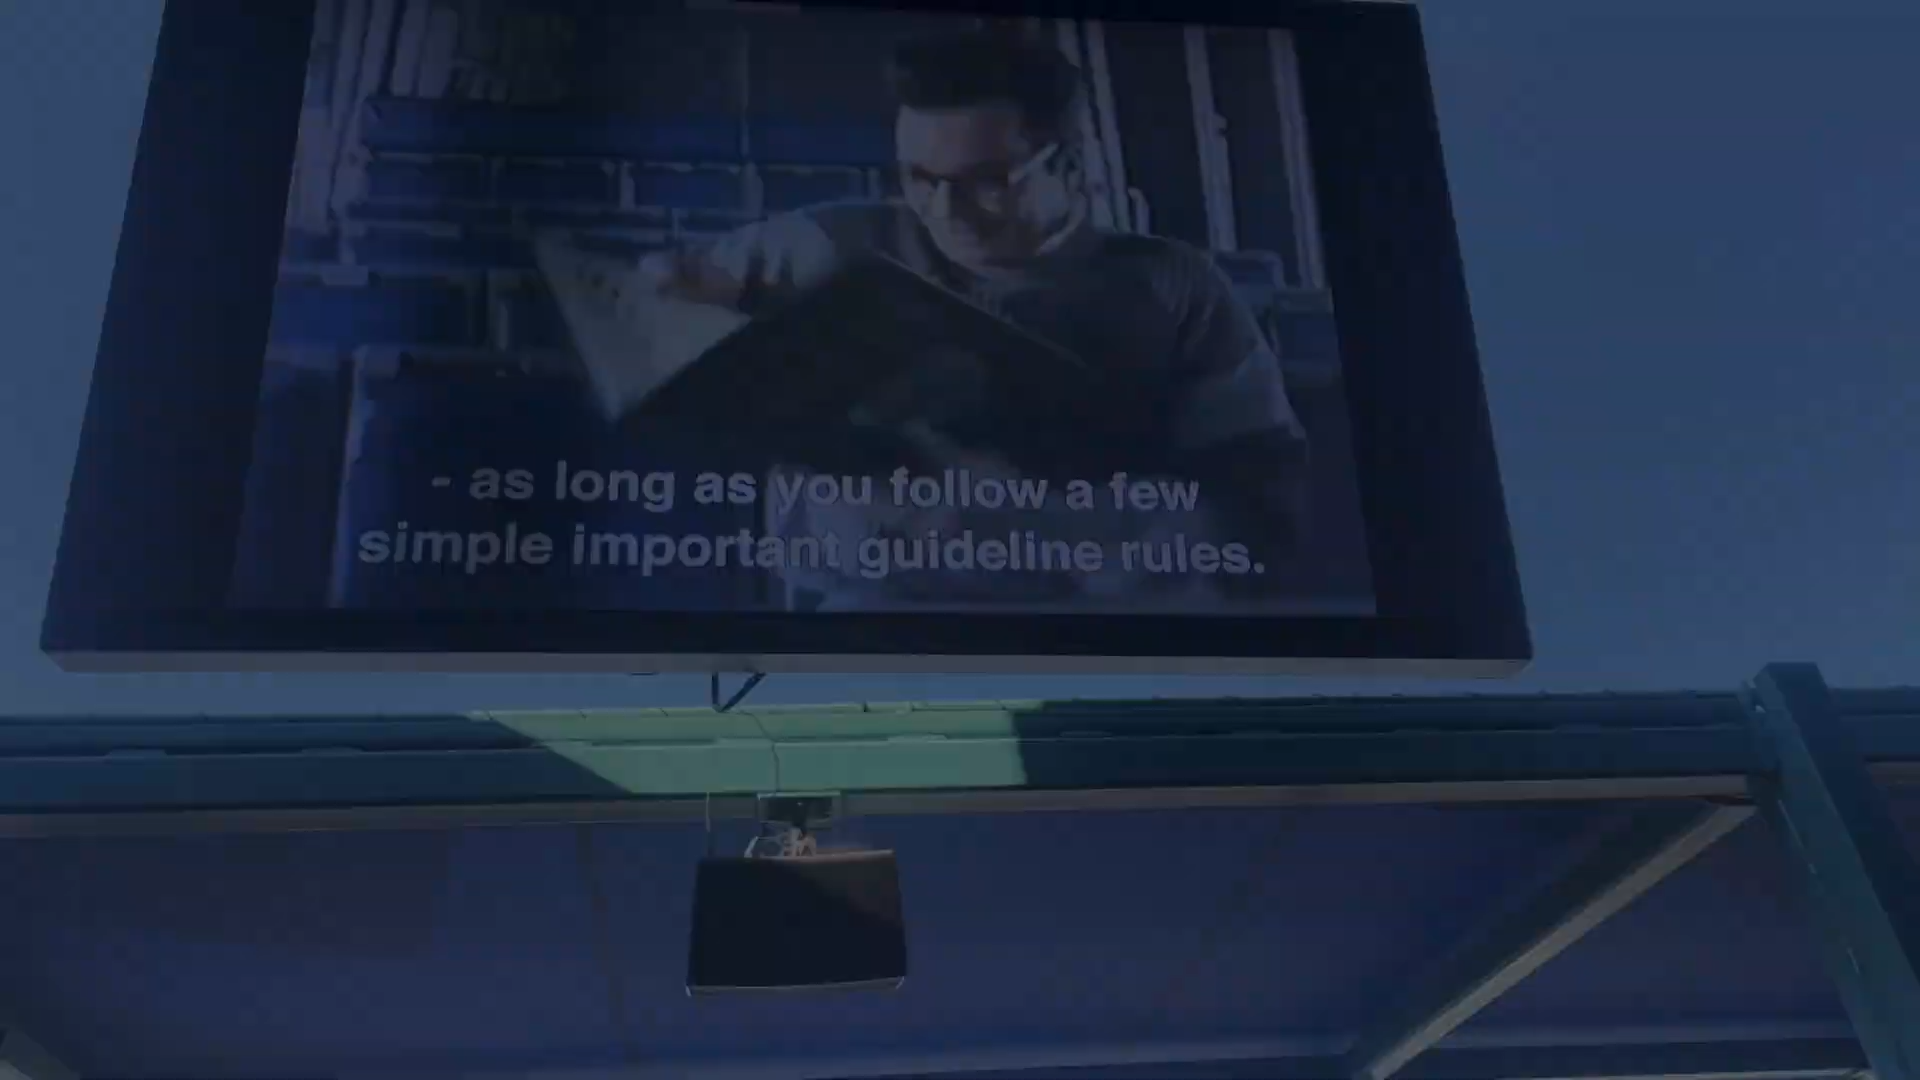 - as long as you follow a few
simple important guideline rules.